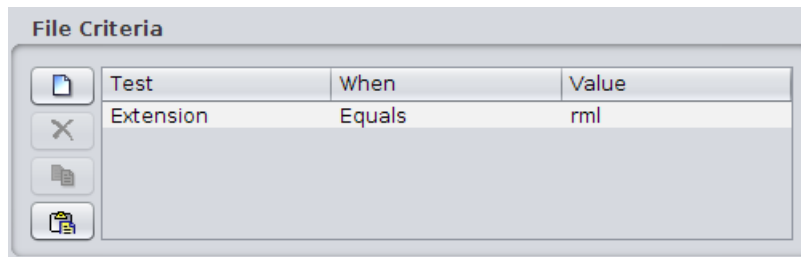 File Criteria
Test When Value
Extension Equals rml